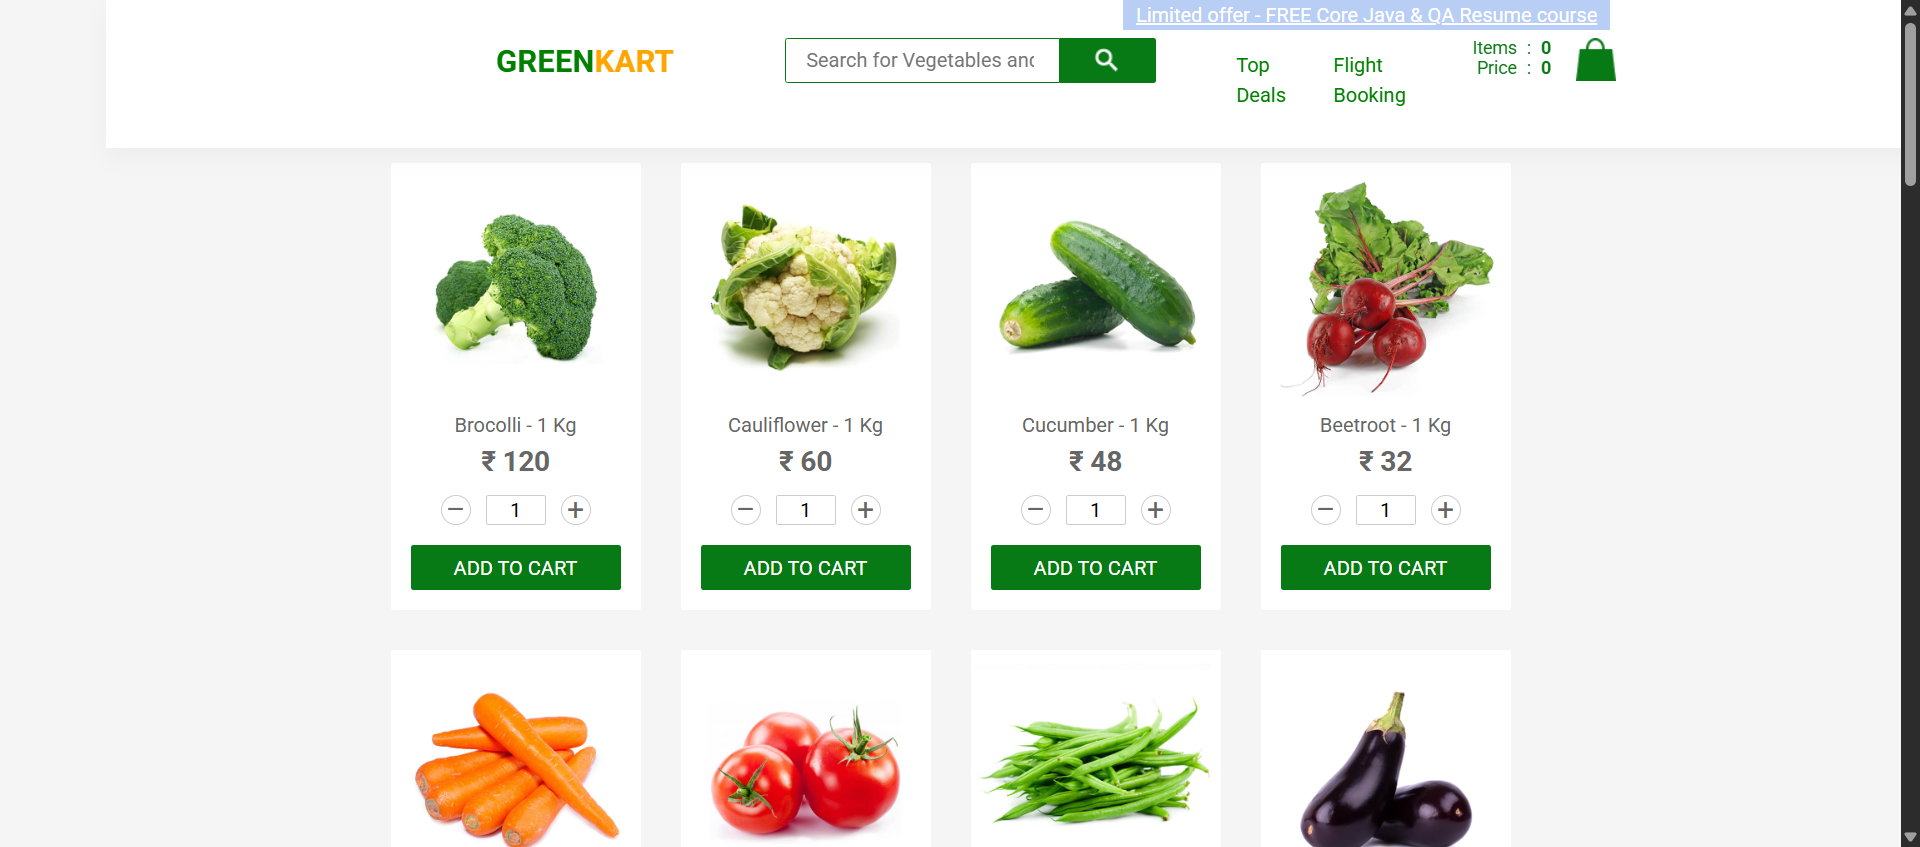 Limited offer - FREE Core Java & QA Resume course
GREENKART
Search for Vegetables and
Top Deals
Flight Booking
Items : 0
Price : 0
Brocolli - 1 Kg
₹ 120
− 1 +
ADD TO CART
Cauliflower - 1 Kg
₹ 60
− 1 +
ADD TO CART
Cucumber - 1 Kg
₹ 48
− 1 +
ADD TO CART
Beetroot - 1 Kg
₹ 32
− 1 +
ADD TO CART